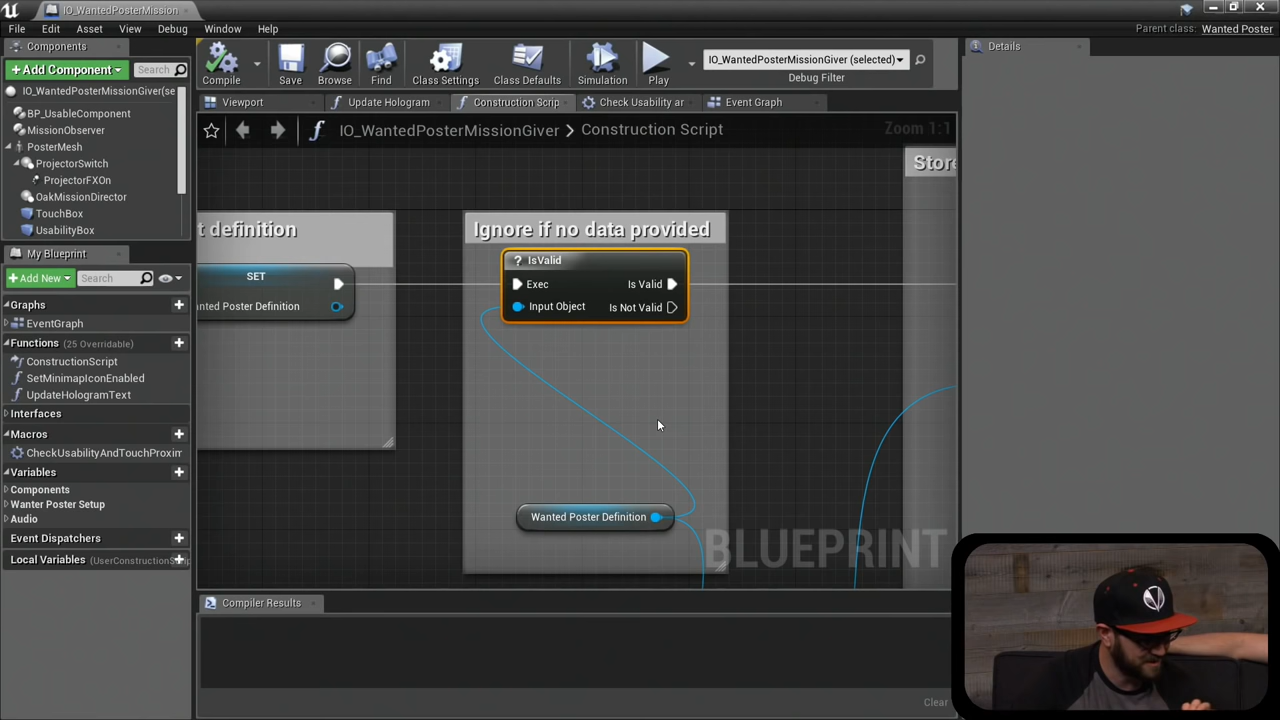 IO_WantedPosterMission
File Edit Asset View Debug Window Help
Parent class: Wanted Poster
Components
+ Add Component
Search
IO_WantedPosterMissionGiver(se
BP_UsableComponent
MissionObserver
PosterMesh
ProjectorSwitch
ProjectorFXOn
OakMissionDirector
TouchBox
UsabilityBox
My Blueprint
+ Add New
Search
Graphs
EventGraph
Functions (25 Overridable)
ConstructionScript
SetMinimapIconEnabled
UpdateHologramText
Interfaces
Macros
CheckUsabilityAndTouchProxim
Variables
Components
Wanter Poster Setup
Audio
Event Dispatchers
Local Variables (UserConstructionSc
Compile Save Browse Find Class Settings Class Defaults Simulation Play
IO_WantedPosterMissionGiver (selected)
Debug Filter
Viewport Update Hologram Construction Scrip Check Usability ar Event Graph
IO_WantedPosterMissionGiver > Construction Script
Zoom 1:1
t definition
SET
anted Poster Definition
Ignore if no data provided
? IsValid
Exec Is Valid
Input Object Is Not Valid
Wanted Poster Definition
Store
BLUEPRINT
Compiler Results
Clear
Details